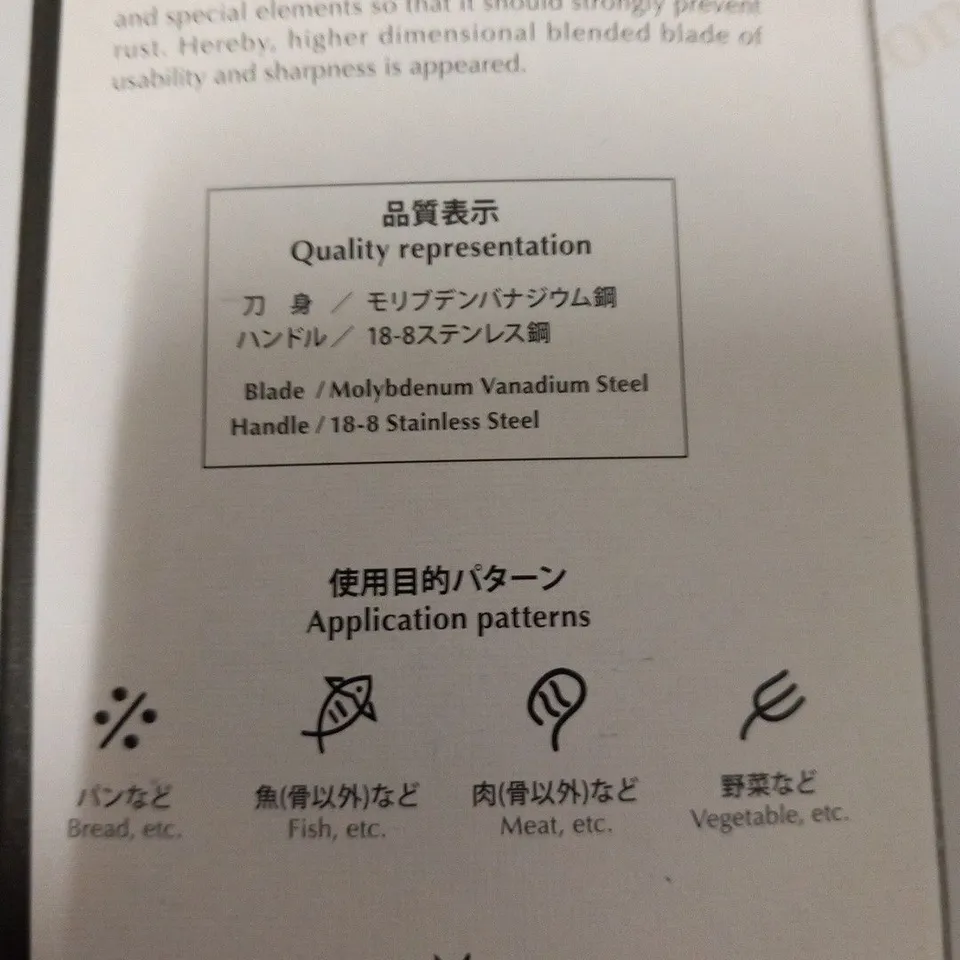 and special elements so that it should strongly prevent
rust. Hereby, higher dimensional blended blade of
usability and sharpness is appeared.
品質表示
Quality representation
刀 身 ／ モリブデンバナジウム鋼
ハンドル／ 18-8ステンレス鋼
Blade / Molybdenum Vanadium Steel
Handle / 18-8 Stainless Steel
使用目的パターン
Application patterns
パンなど 魚(骨以外)など 肉(骨以外)など 野菜など
Bread, etc. Fish, etc. Meat, etc. Vegetable, etc.